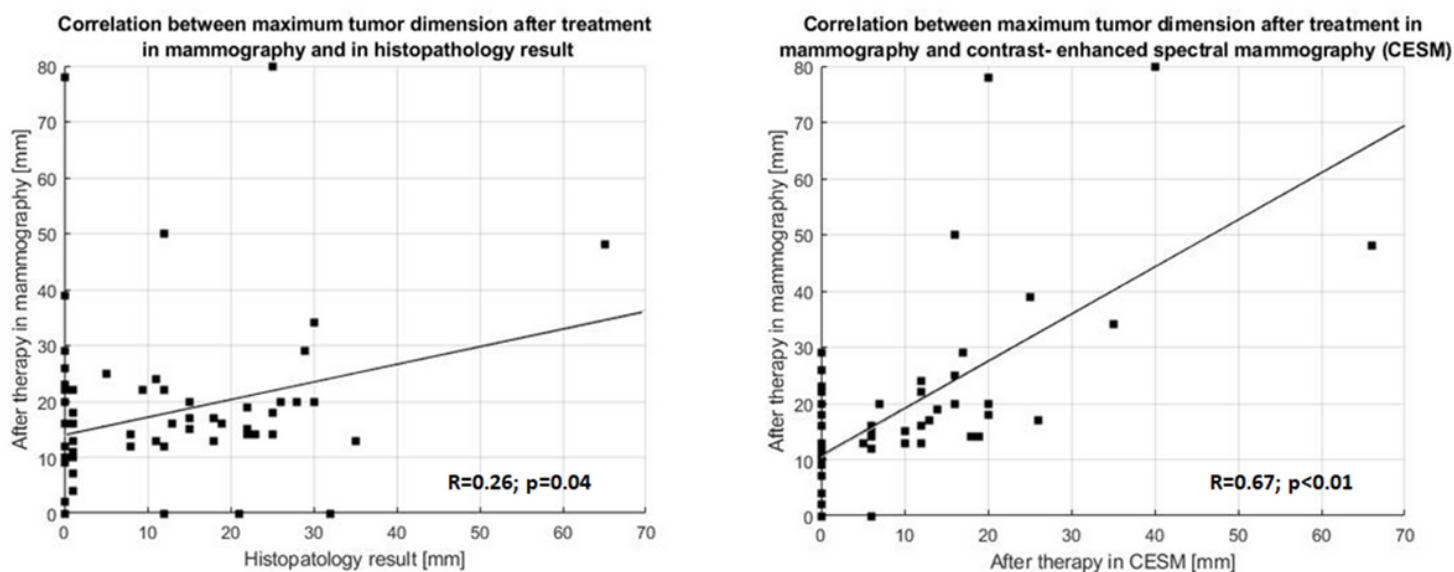 Correlation between maximum tumor dimension after treatment
in mammography and in histopathology result
80
70
60
50
40
30
20
10
0
After therapy in mammography [mm]
R=0.26; p=0.04
0 10 20 30 40 50 60 70
Histopatology result [mm]
Correlation between maximum tumor dimension after treatment in
mammography and contrast- enhanced spectral mammography (CESM)
80
70
60
50
40
30
20
10
0
After therapy in mammography [mm]
R=0.67; p<0.01
0 10 20 30 40 50 60 70
After therapy in CESM [mm]